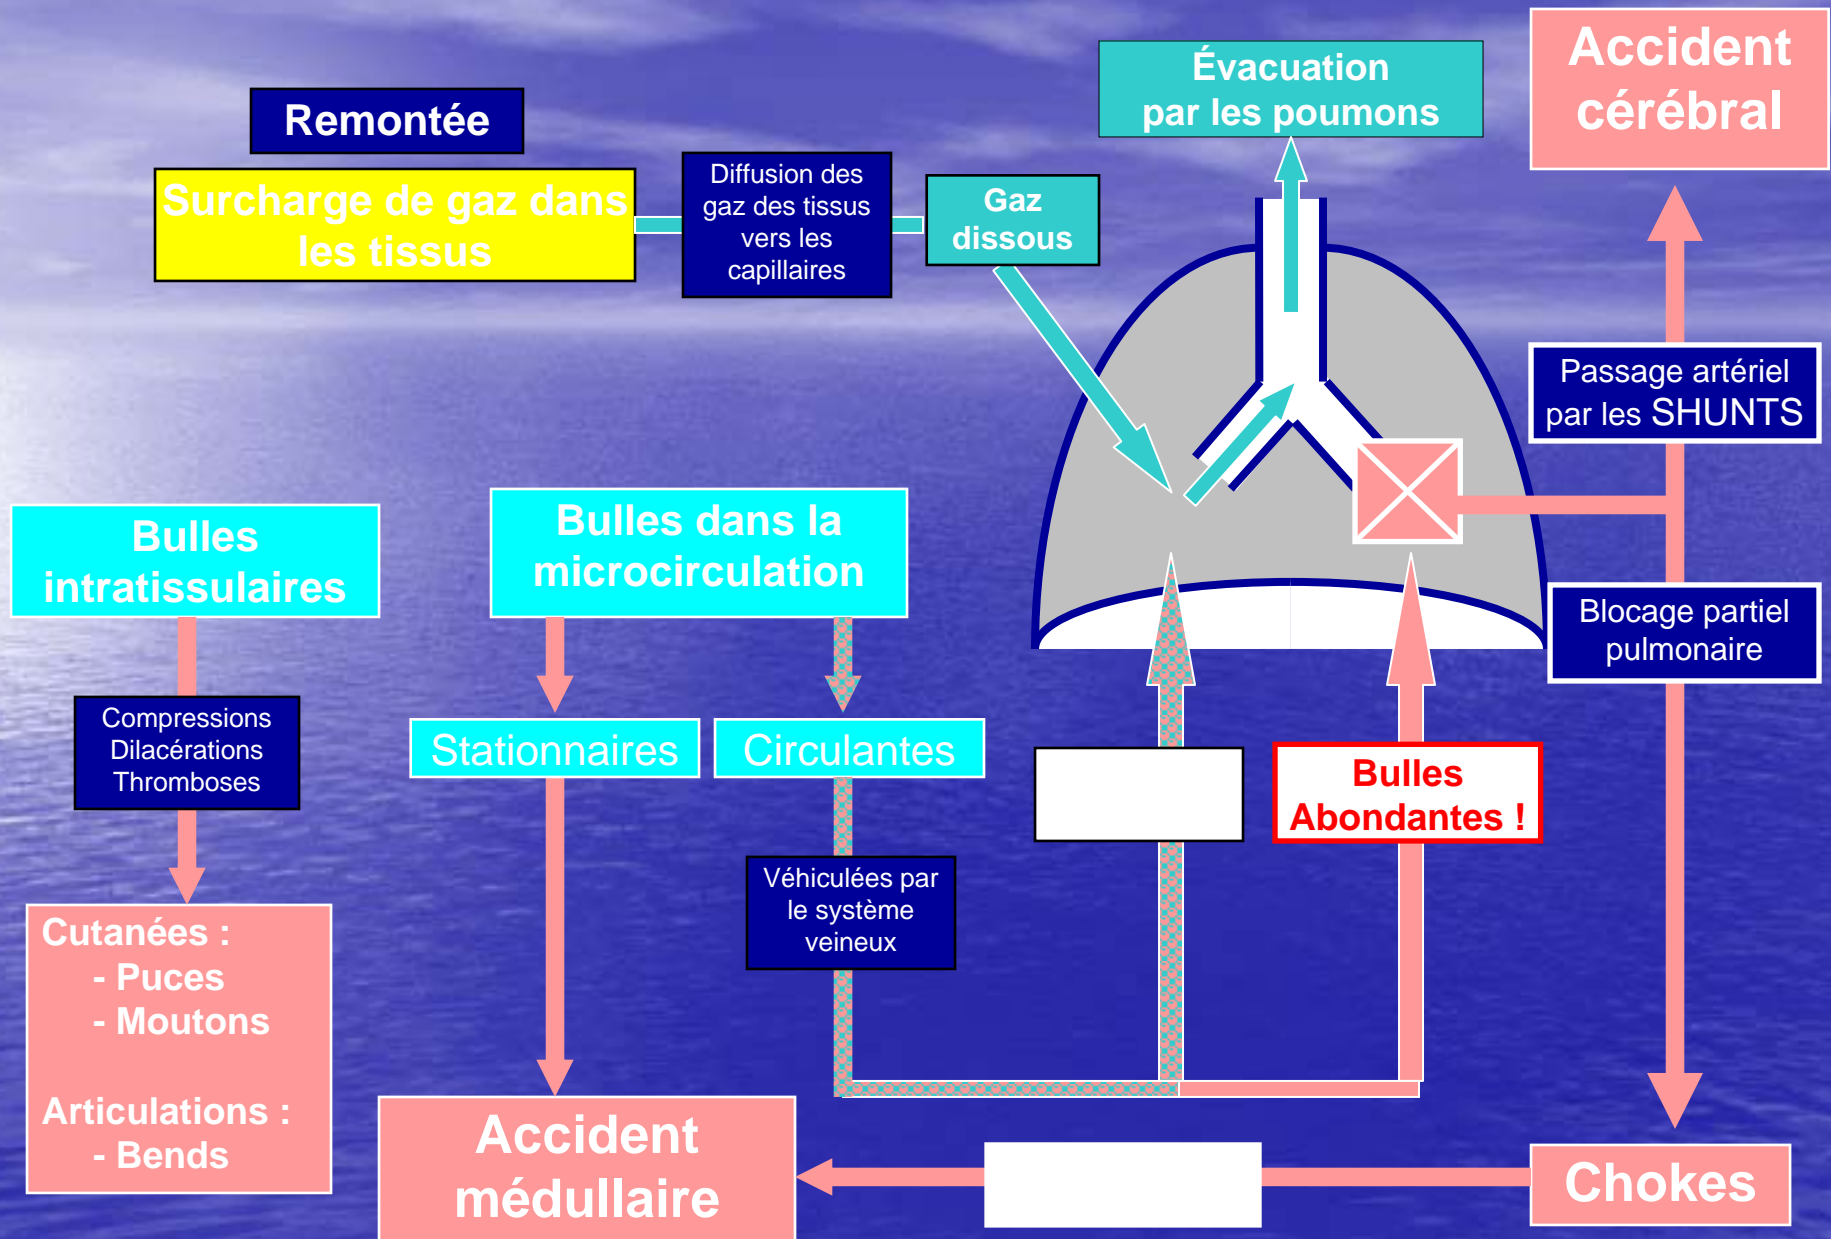 Remontée
Surcharge de gaz dans
les tissus
Diffusion des
gaz des tissus
vers les
capillaires
Gaz
dissous
Évacuation
par les poumons
Accident
cérébral
Passage artériel
par les SHUNTS
Blocage partiel
pulmonaire
Bulles
intratissulaires
Bulles dans la
microcirculation
Compressions
Dilacérations
Thromboses
Stationnaires
Circulantes
Bulles
Abondantes !
Véhiculées par
le système
veineux
Cutanées :
- Puces
- Moutons
Articulations :
- Bends
Accident
médullaire
Chokes